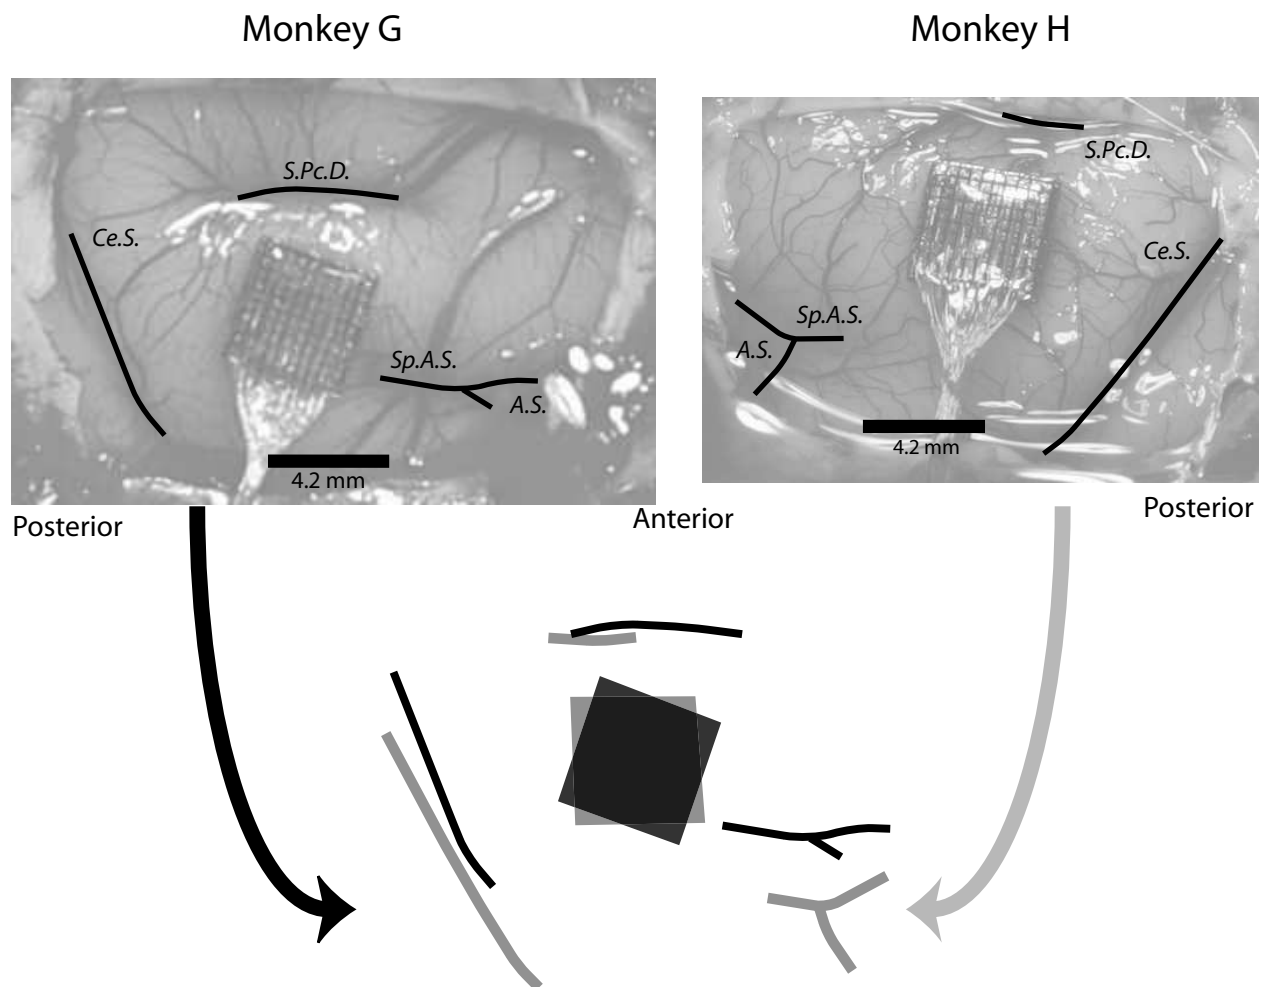 Monkey G
Monkey H
S.Pc.D.
Ce.S.
Sp.A.S.
A.S.
4.2 mm
S.Pc.D.
Ce.S.
Sp.A.S.
A.S.
4.2 mm
Posterior
Anterior
Posterior